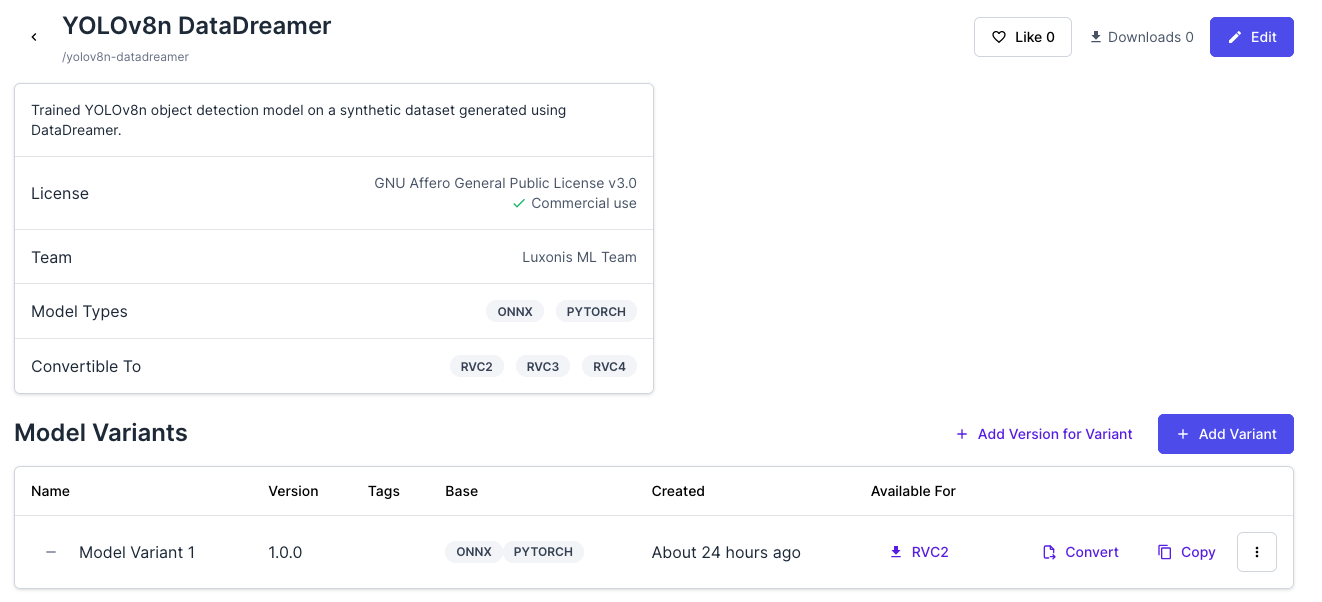 YOLOv8n DataDreamer
/yolov8n-datadreamer
Like 0
Downloads 0
Edit
Trained YOLOv8n object detection model on a synthetic dataset generated using
DataDreamer.
License
GNU Affero General Public License v3.0
Commercial use
Team
Luxonis ML Team
Model Types
ONNX PYTORCH
Convertible To
RVC2 RVC3 RVC4
Model Variants
+ Add Version for Variant
+ Add Variant
Name Version Tags Base Created Available For
Model Variant 1 1.0.0 ONNX PYTORCH About 24 hours ago RVC2 Convert Copy